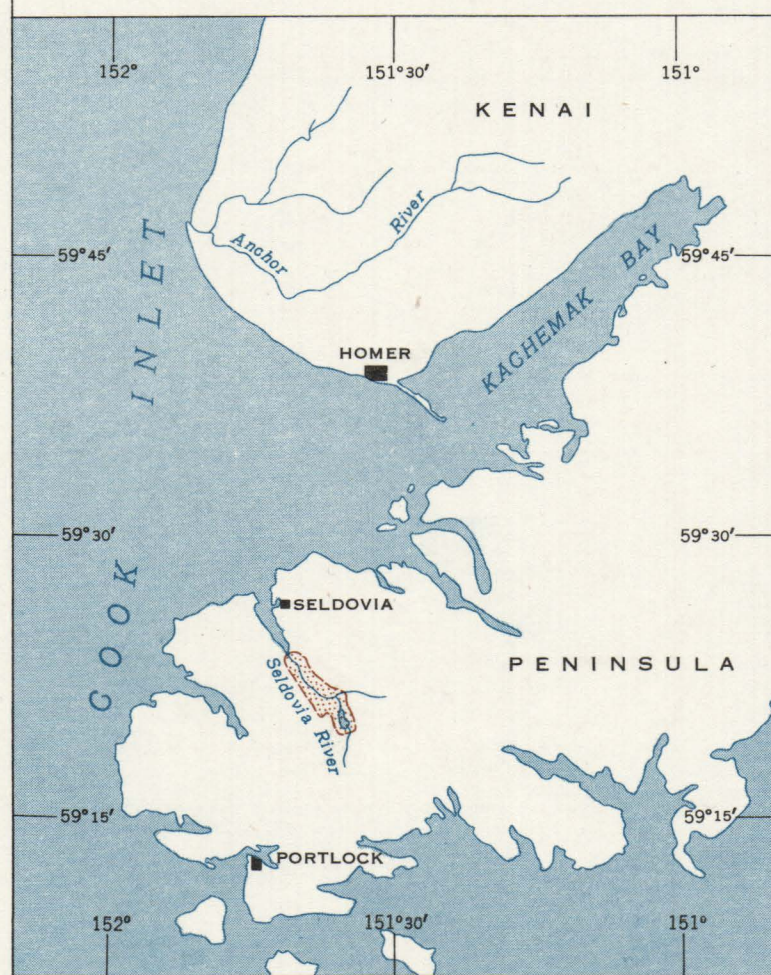 152° 151°30' 151°
KENAI
Anchor River
59°45' 59°45'
COOK INLET
KACHEMAK BAY
HOMER
59°30' 59°30'
SELDOVIA
PENINSULA
Seldovia River
59°15' 59°15'
PORTLOCK
152° 151°30' 151°